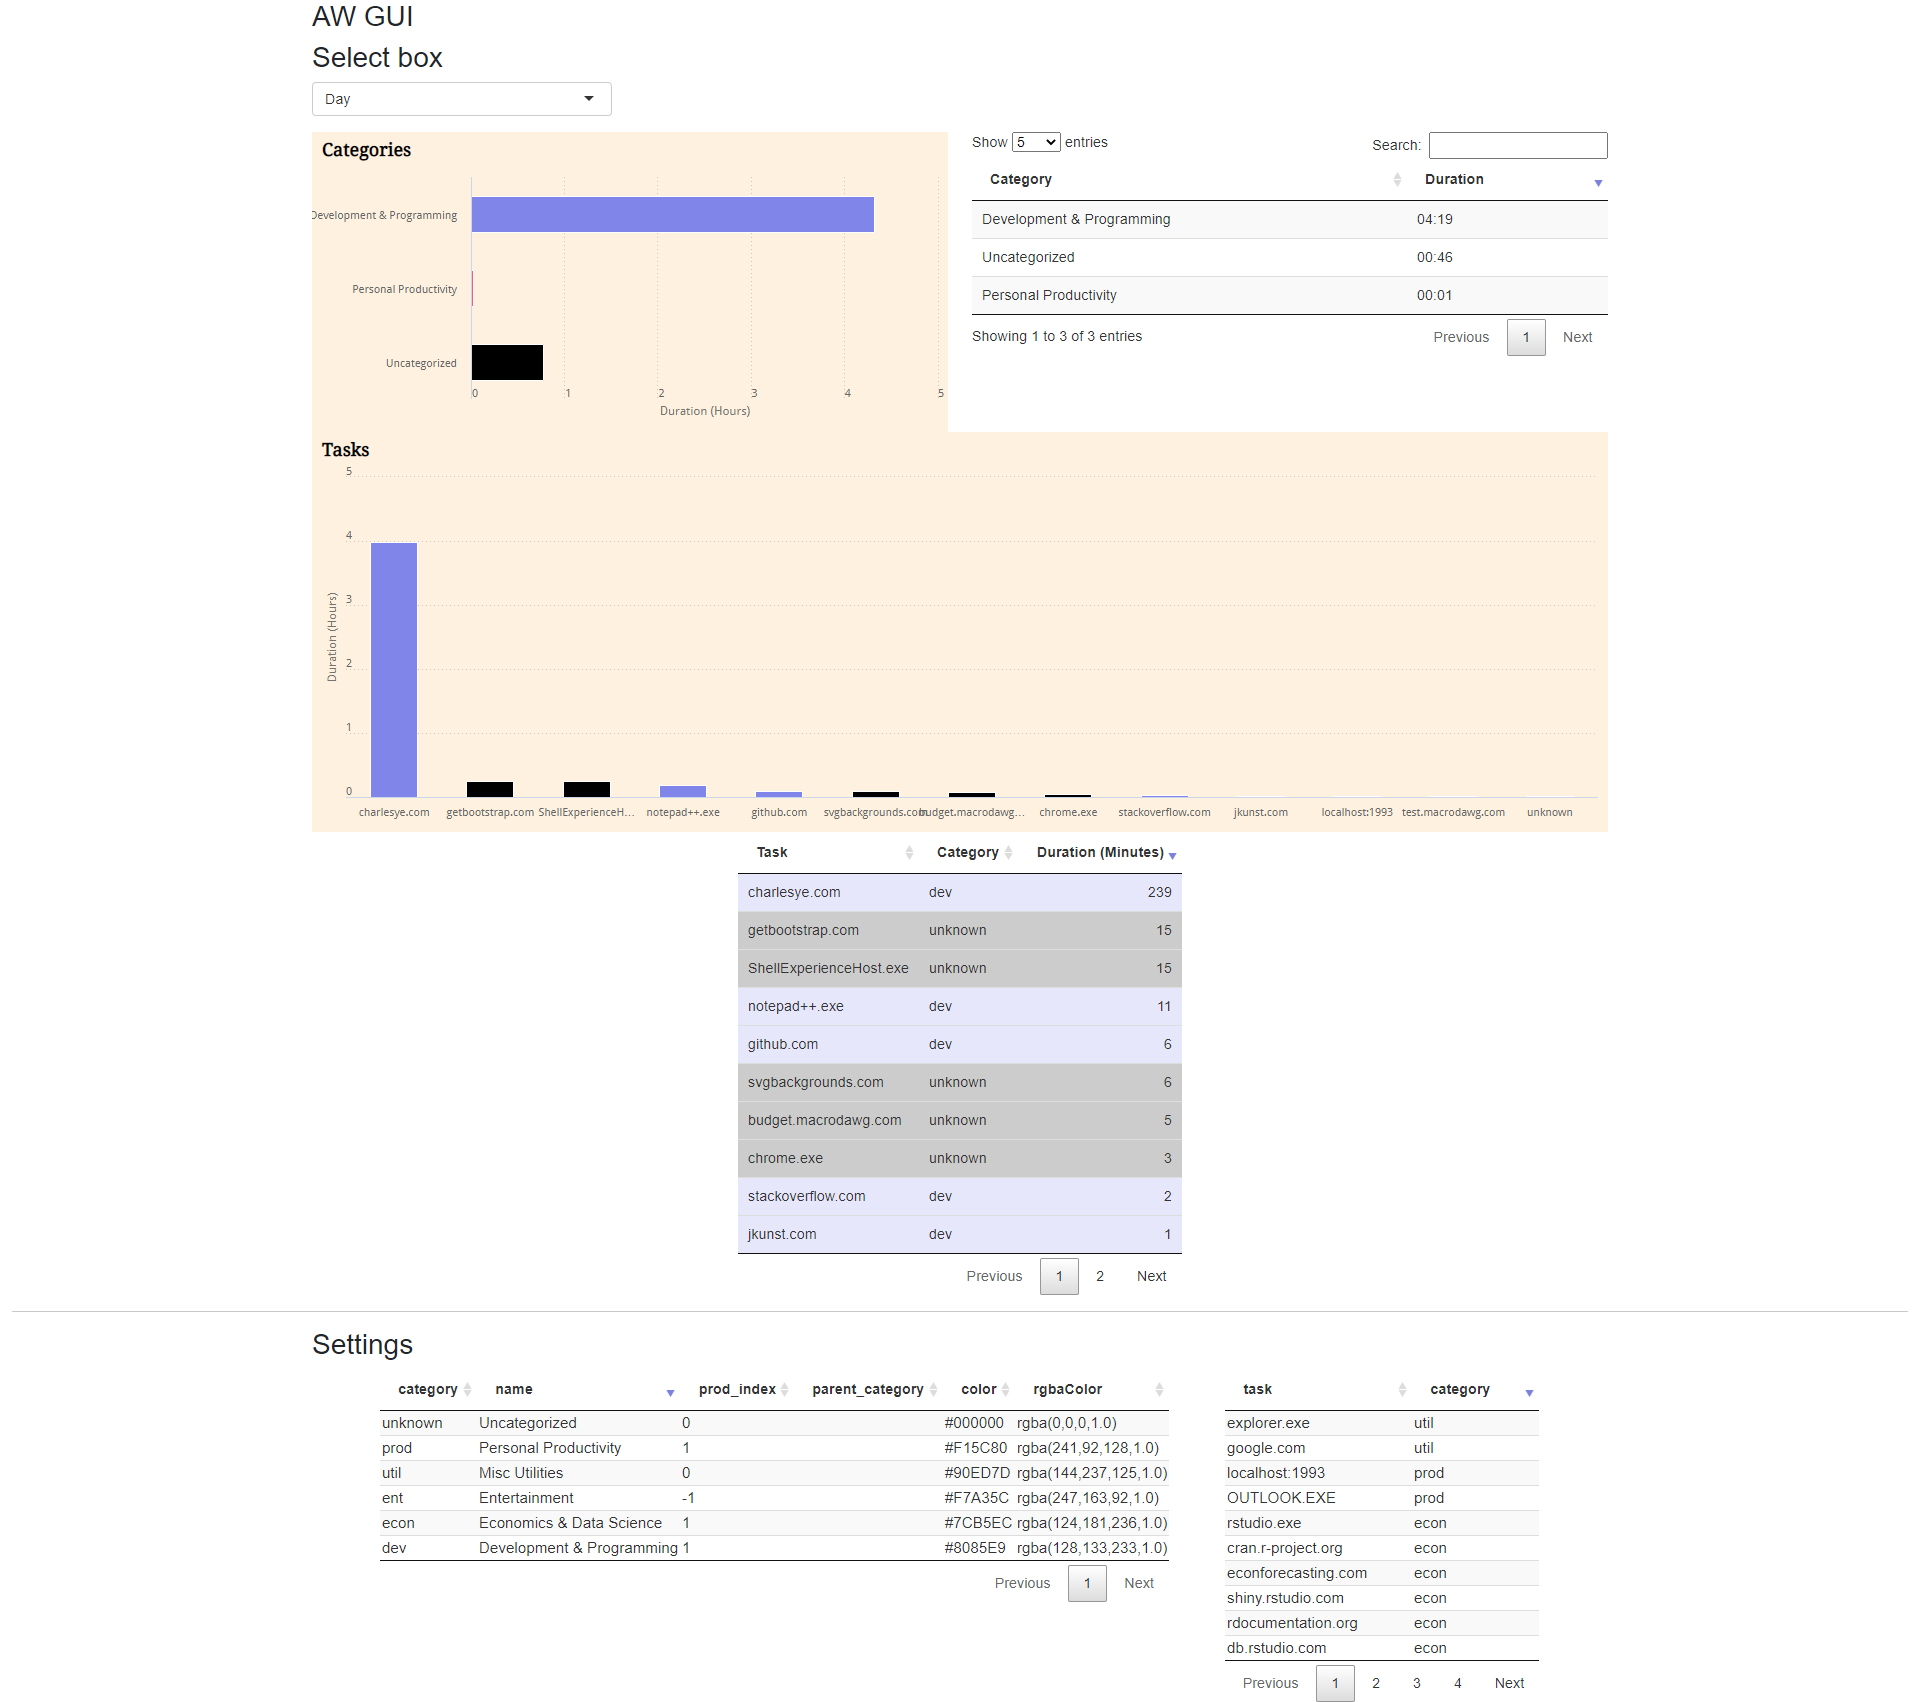 AW GUI
Select box
Day
Categories
Development & Programming
Personal Productivity
Uncategorized
0 1 2 3 4 5
Duration (Hours)
Show 5 entries Search:
Category Duration
Development & Programming 04:19
Uncategorized 00:46
Personal Productivity 00:01
Showing 1 to 3 of 3 entries Previous 1 Next
Tasks
5
4
3
2
1
0
Duration (Hours)
charlesye.com getbootstrap.com ShellExperienceH... notepad++.exe github.com svgbackgrounds.com budget.macrodawg... chrome.exe stackoverflow.com jkunst.com localhost:1993 test.macrodawg.com unknown
Task Category Duration (Minutes)
charlesye.com dev 239
getbootstrap.com unknown 15
ShellExperienceHost.exe unknown 15
notepad++.exe dev 11
github.com dev 6
svgbackgrounds.com unknown 6
budget.macrodawg.com unknown 5
chrome.exe unknown 3
stackoverflow.com dev 2
jkunst.com dev 1
Previous 1 2 Next
Settings
category name prod_index parent_category color rgbaColor
unknown Uncategorized 0 #000000 rgba(0,0,0,1.0)
prod Personal Productivity 1 #F15C80 rgba(241,92,128,1.0)
util Misc Utilities 0 #90ED7D rgba(144,237,125,1.0)
ent Entertainment -1 #F7A35C rgba(247,163,92,1.0)
econ Economics & Data Science 1 #7CB5EC rgba(124,181,236,1.0)
dev Development & Programming 1 #8085E9 rgba(128,133,233,1.0)
Previous 1 Next
task category
explorer.exe util
google.com util
localhost:1993 prod
OUTLOOK.EXE prod
rstudio.exe econ
cran.r-project.org econ
econforecasting.com econ
shiny.rstudio.com econ
rdocumentation.org econ
db.rstudio.com econ
Previous 1 2 3 4 Next